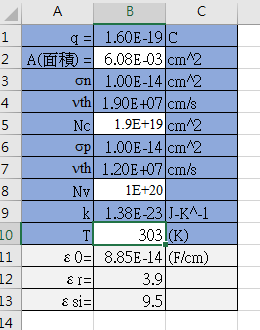 A B C
1 q = 1.60E-19 C
2 A(面積) = 6.08E-03 cm^2
3 σn 1.00E-14 cm^2
4 νth 1.90E+07 cm/s
5 Nc 1.9E+19 cm^2
6 σp 1.00E-14 cm^2
7 νth 1.20E+07 cm/s
8 Nv 1E+20
9 k 1.38E-23 J-K^-1
10 T 303 (K)
11 ε 0= 8.85E-14 (F/cm)
12 ε r= 3.9
13 ε si= 9.5
14